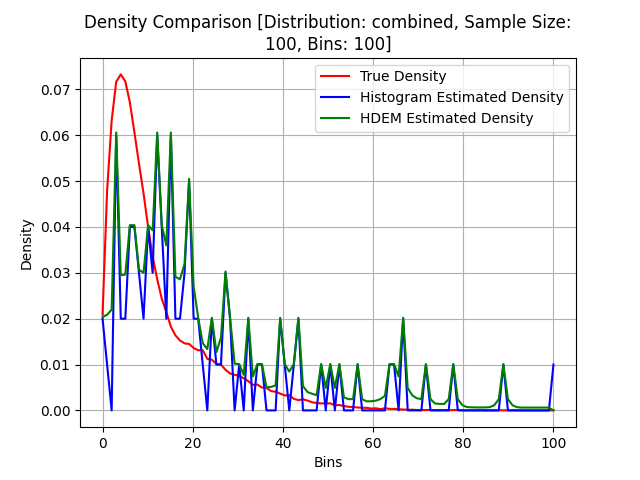 Density Comparison [Distribution: combined, Sample Size:
100, Bins: 100]
True Density
Histogram Estimated Density
HDEM Estimated Density
Density
0.07
0.06
0.05
0.04
0.03
0.02
0.01
0.00
0 20 40 60 80 100
Bins